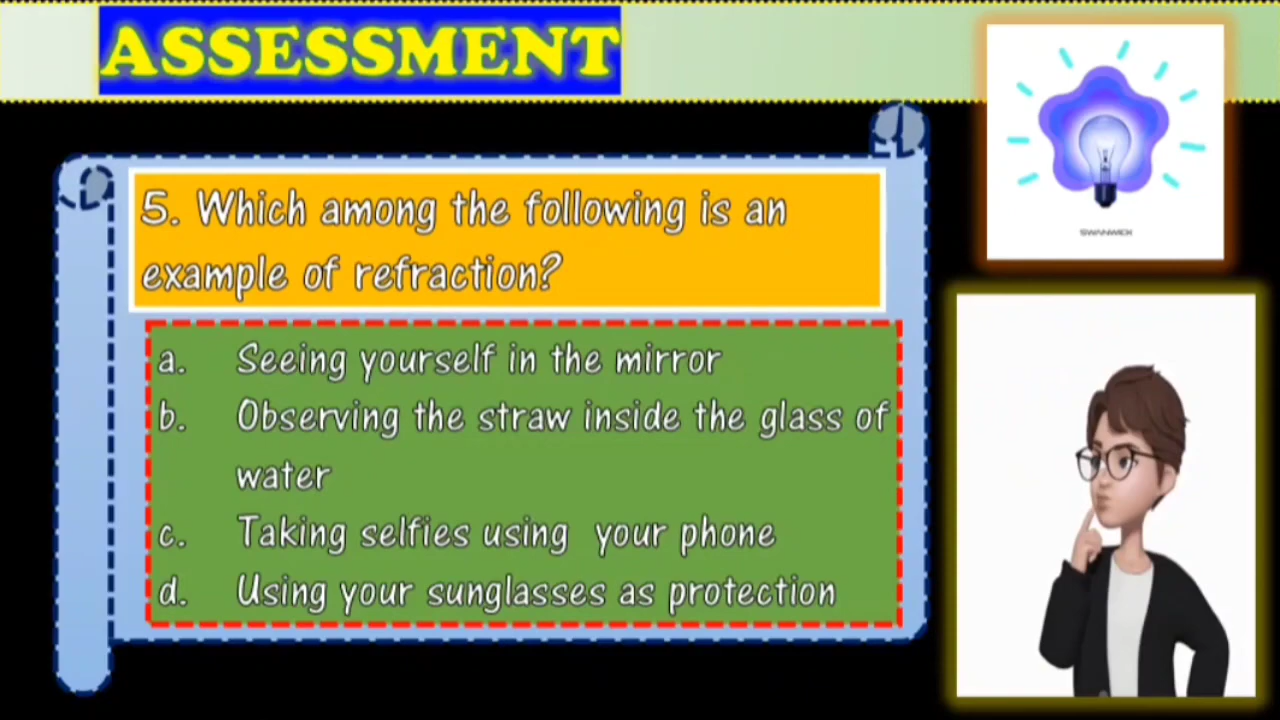 ASSESSMENT
5. Which among the following is an
example of refraction?
a. Seeing yourself in the mirror
b. Observing the straw inside the glass of
water
c. Taking selfies using your phone
d. Using your sunglasses as protection